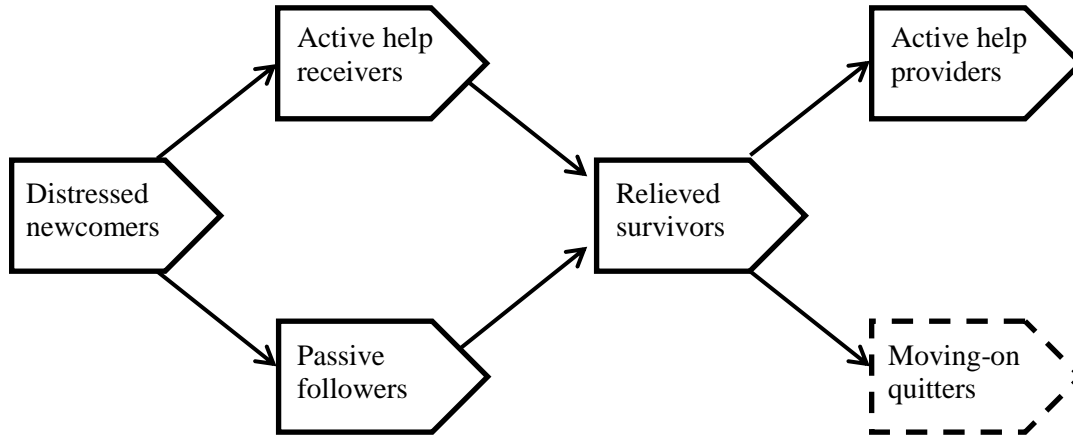 Active help
receivers
Active help
providers
Distressed
newcomers
Relieved
survivors
Passive
followers
Moving-on
quitters